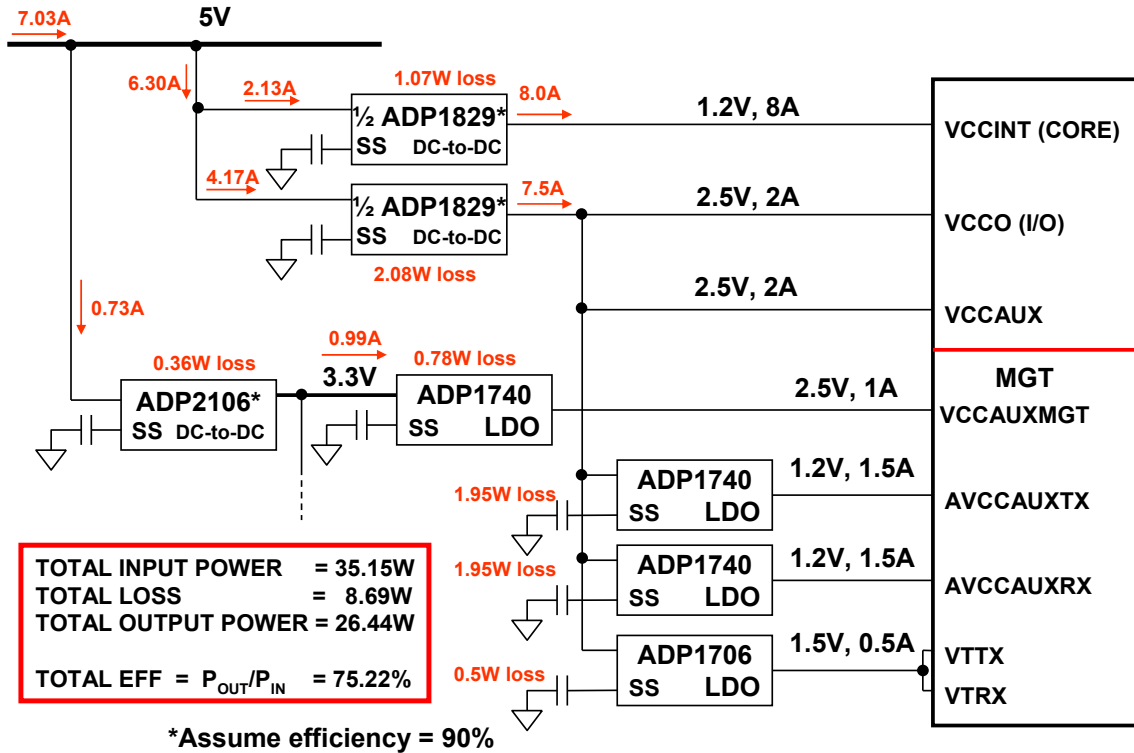 7.03A
5V
6.30A
2.13A
1.07W loss
8.0A
1.2V, 8A
½ ADP1829*
SS DC-to-DC
VCCINT (CORE)
4.17A
7.5A
2.5V, 2A
½ ADP1829*
SS DC-to-DC
VCCO (I/O)
2.08W loss
2.5V, 2A
VCCAUX
0.73A
0.99A
0.36W loss
0.78W loss
3.3V
MGT
ADP2106*
SS DC-to-DC
ADP1740
SS LDO
2.5V, 1A
VCCAUXMGT
1.95W loss
ADP1740
SS LDO
1.2V, 1.5A
AVCCAUXTX
1.95W loss
ADP1740
SS LDO
1.2V, 1.5A
AVCCAUXRX
0.5W loss
ADP1706
SS LDO
1.5V, 0.5A
VTTX
VTRX
TOTAL INPUT POWER = 35.15W
TOTAL LOSS = 8.69W
TOTAL OUTPUT POWER = 26.44W
TOTAL EFF = POUT/PIN = 75.22%
*Assume efficiency = 90%